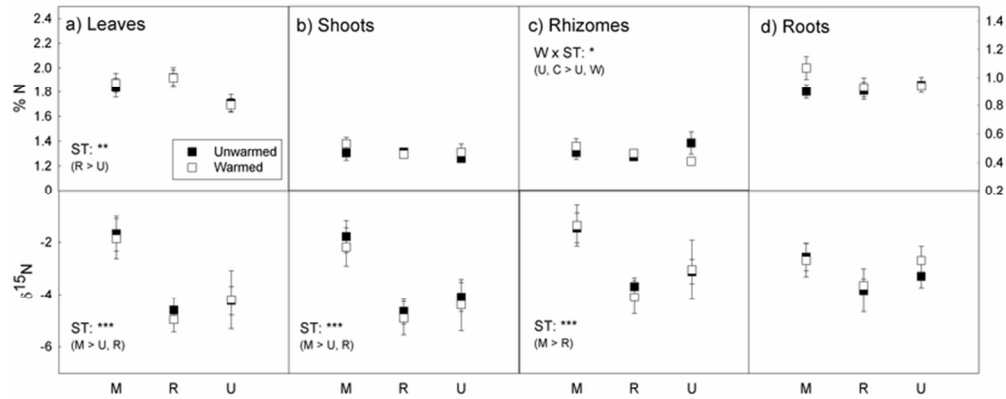 a) Leaves
b) Shoots
c) Rhizomes
d) Roots
W x ST: *
(U, C > U, W)
% N
2.4
2.2
2.0
1.8
1.6
1.4
1.2
0
1.4
1.2
1.0
0.8
0.6
0.4
0.2
ST: **
(R > U)
Unwarmed
Warmed
δ15N
-2
-4
-6
ST: ***
(M > U, R)
ST: ***
(M > U, R)
ST: ***
(M > R)
M R U M R U M R U M R U